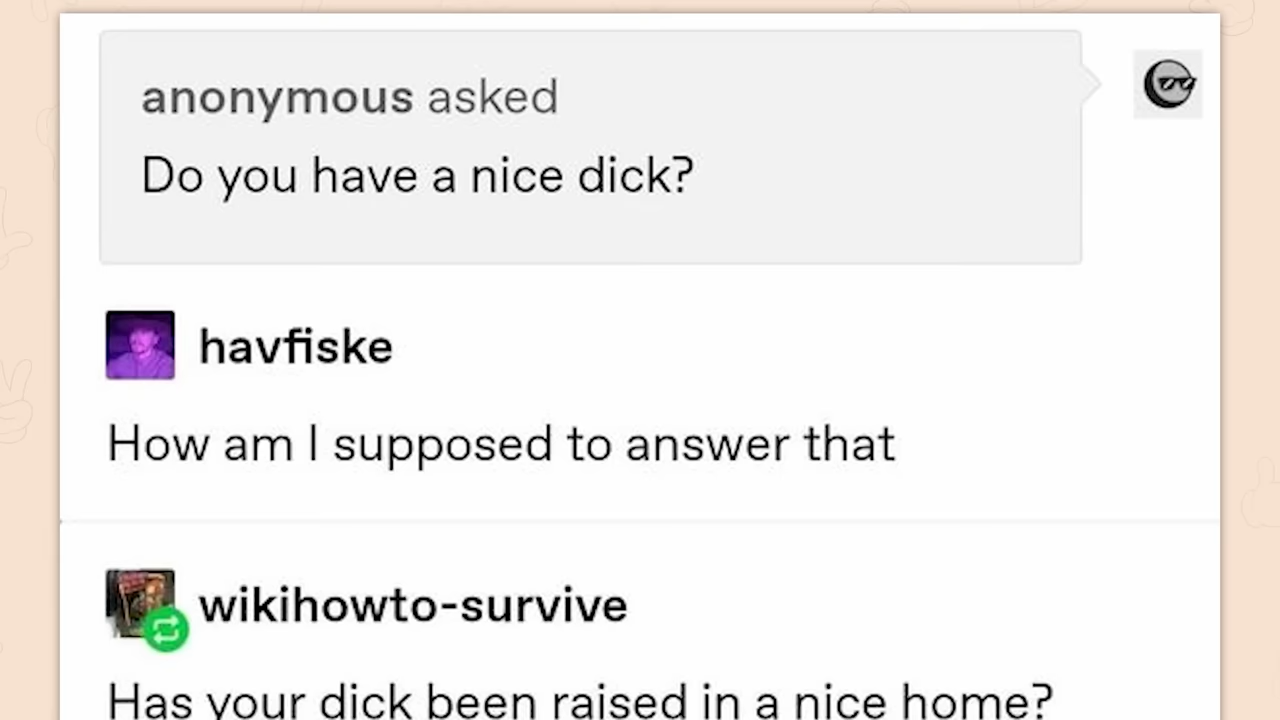 anonymous asked
Do you have a nice dick?
havfiske
How am I supposed to answer that
wikihowto-survive
Has your dick been raised in a nice home?